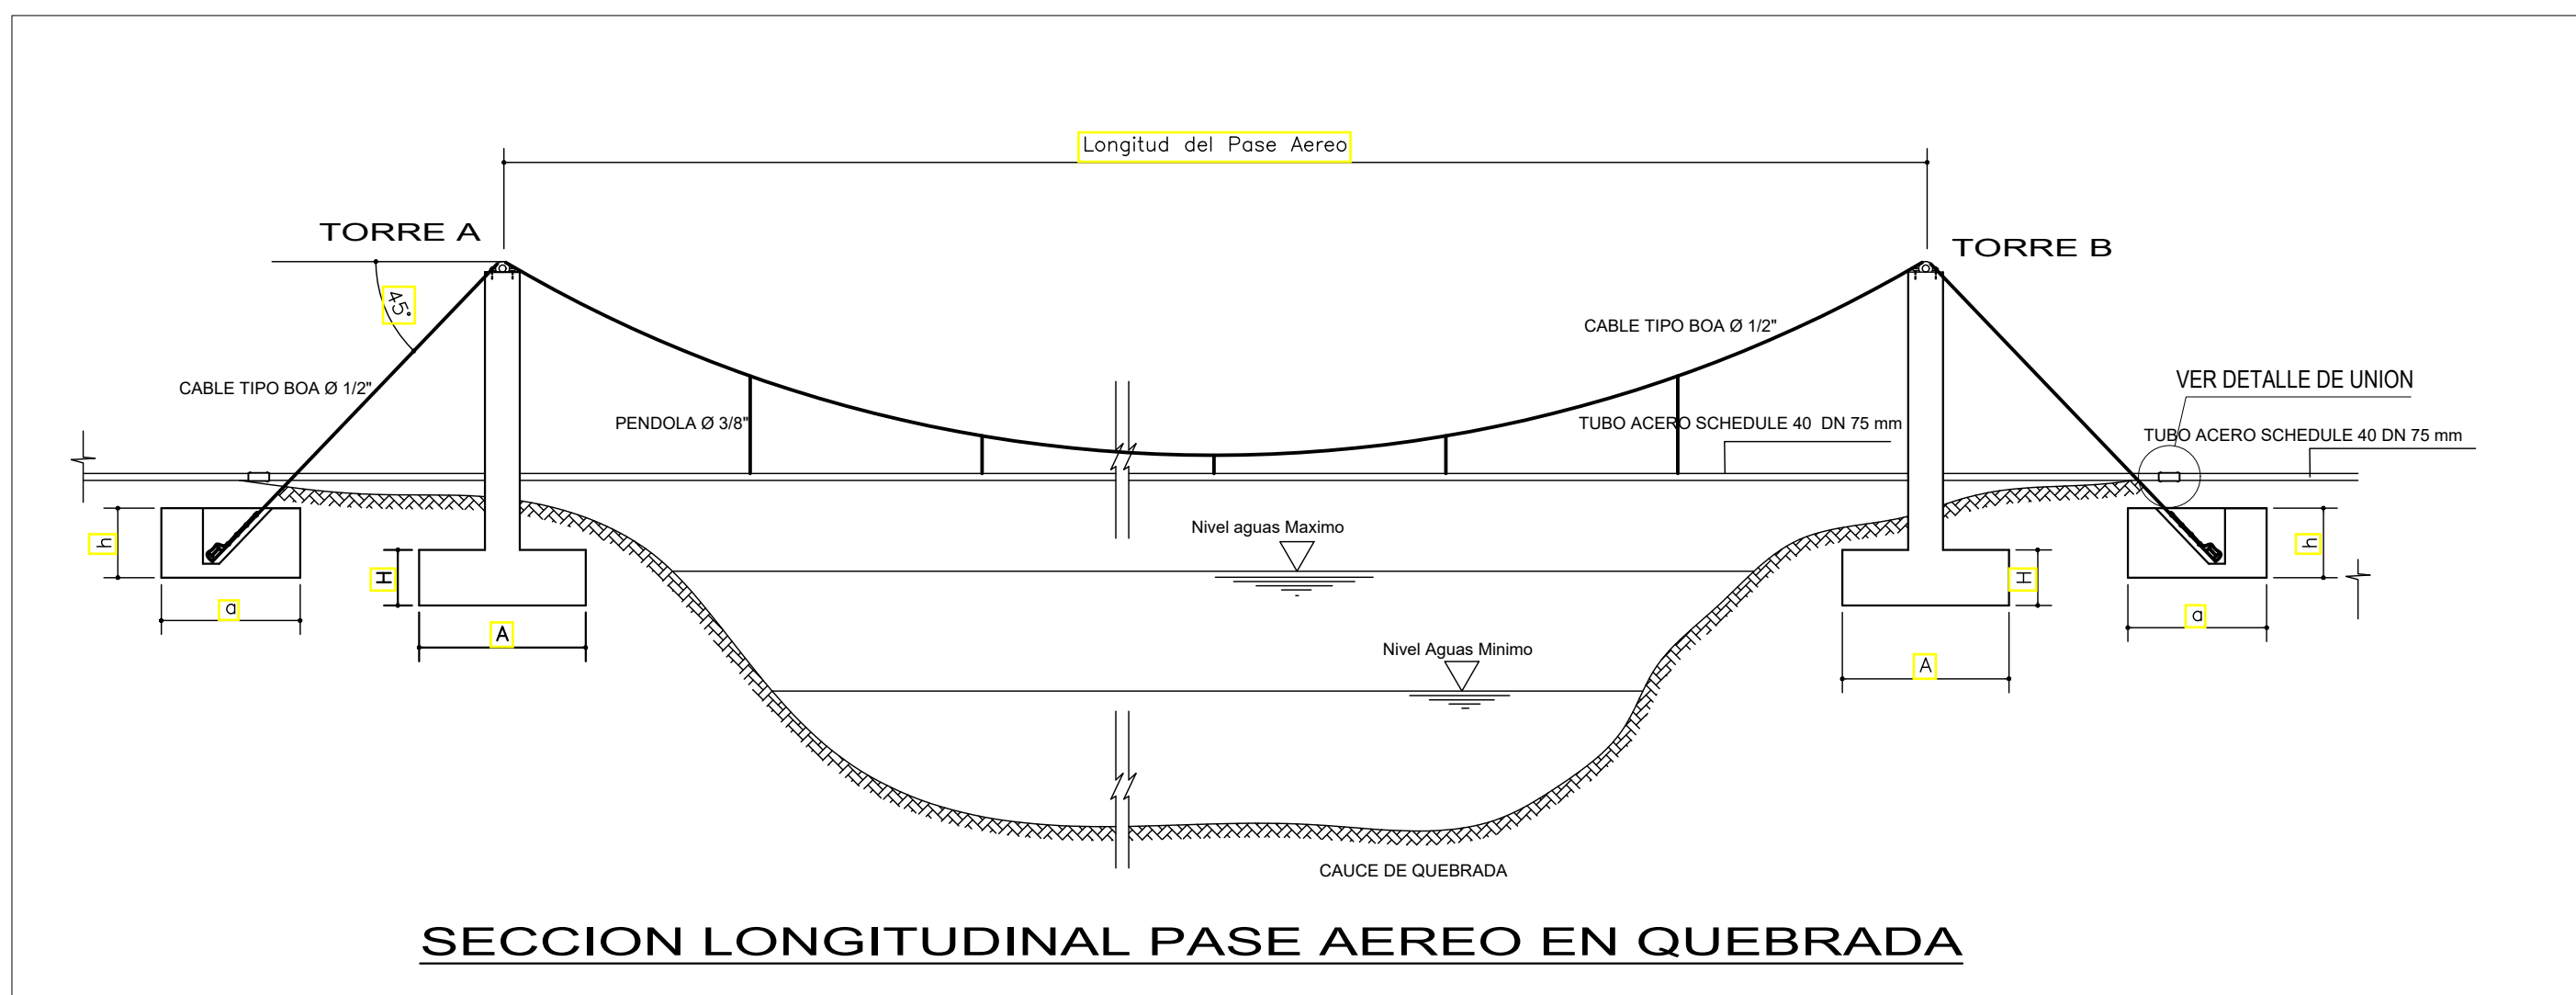 Longitud del Pase Aereo
TORRE A
TORRE B
45°
CABLE TIPO BOA Ø 1/2"
CABLE TIPO BOA Ø 1/2"
VER DETALLE DE UNION
PENDOLA Ø 3/8"
TUBO ACERO SCHEDULE 40 DN 75 mm
TUBO ACERO SCHEDULE 40 DN 75 mm
Nivel aguas Maximo
h
H
H
h
a
A
a
A
Nivel Aguas Minimo
CAUCE DE QUEBRADA
SECCION LONGITUDINAL PASE AEREO EN QUEBRADA